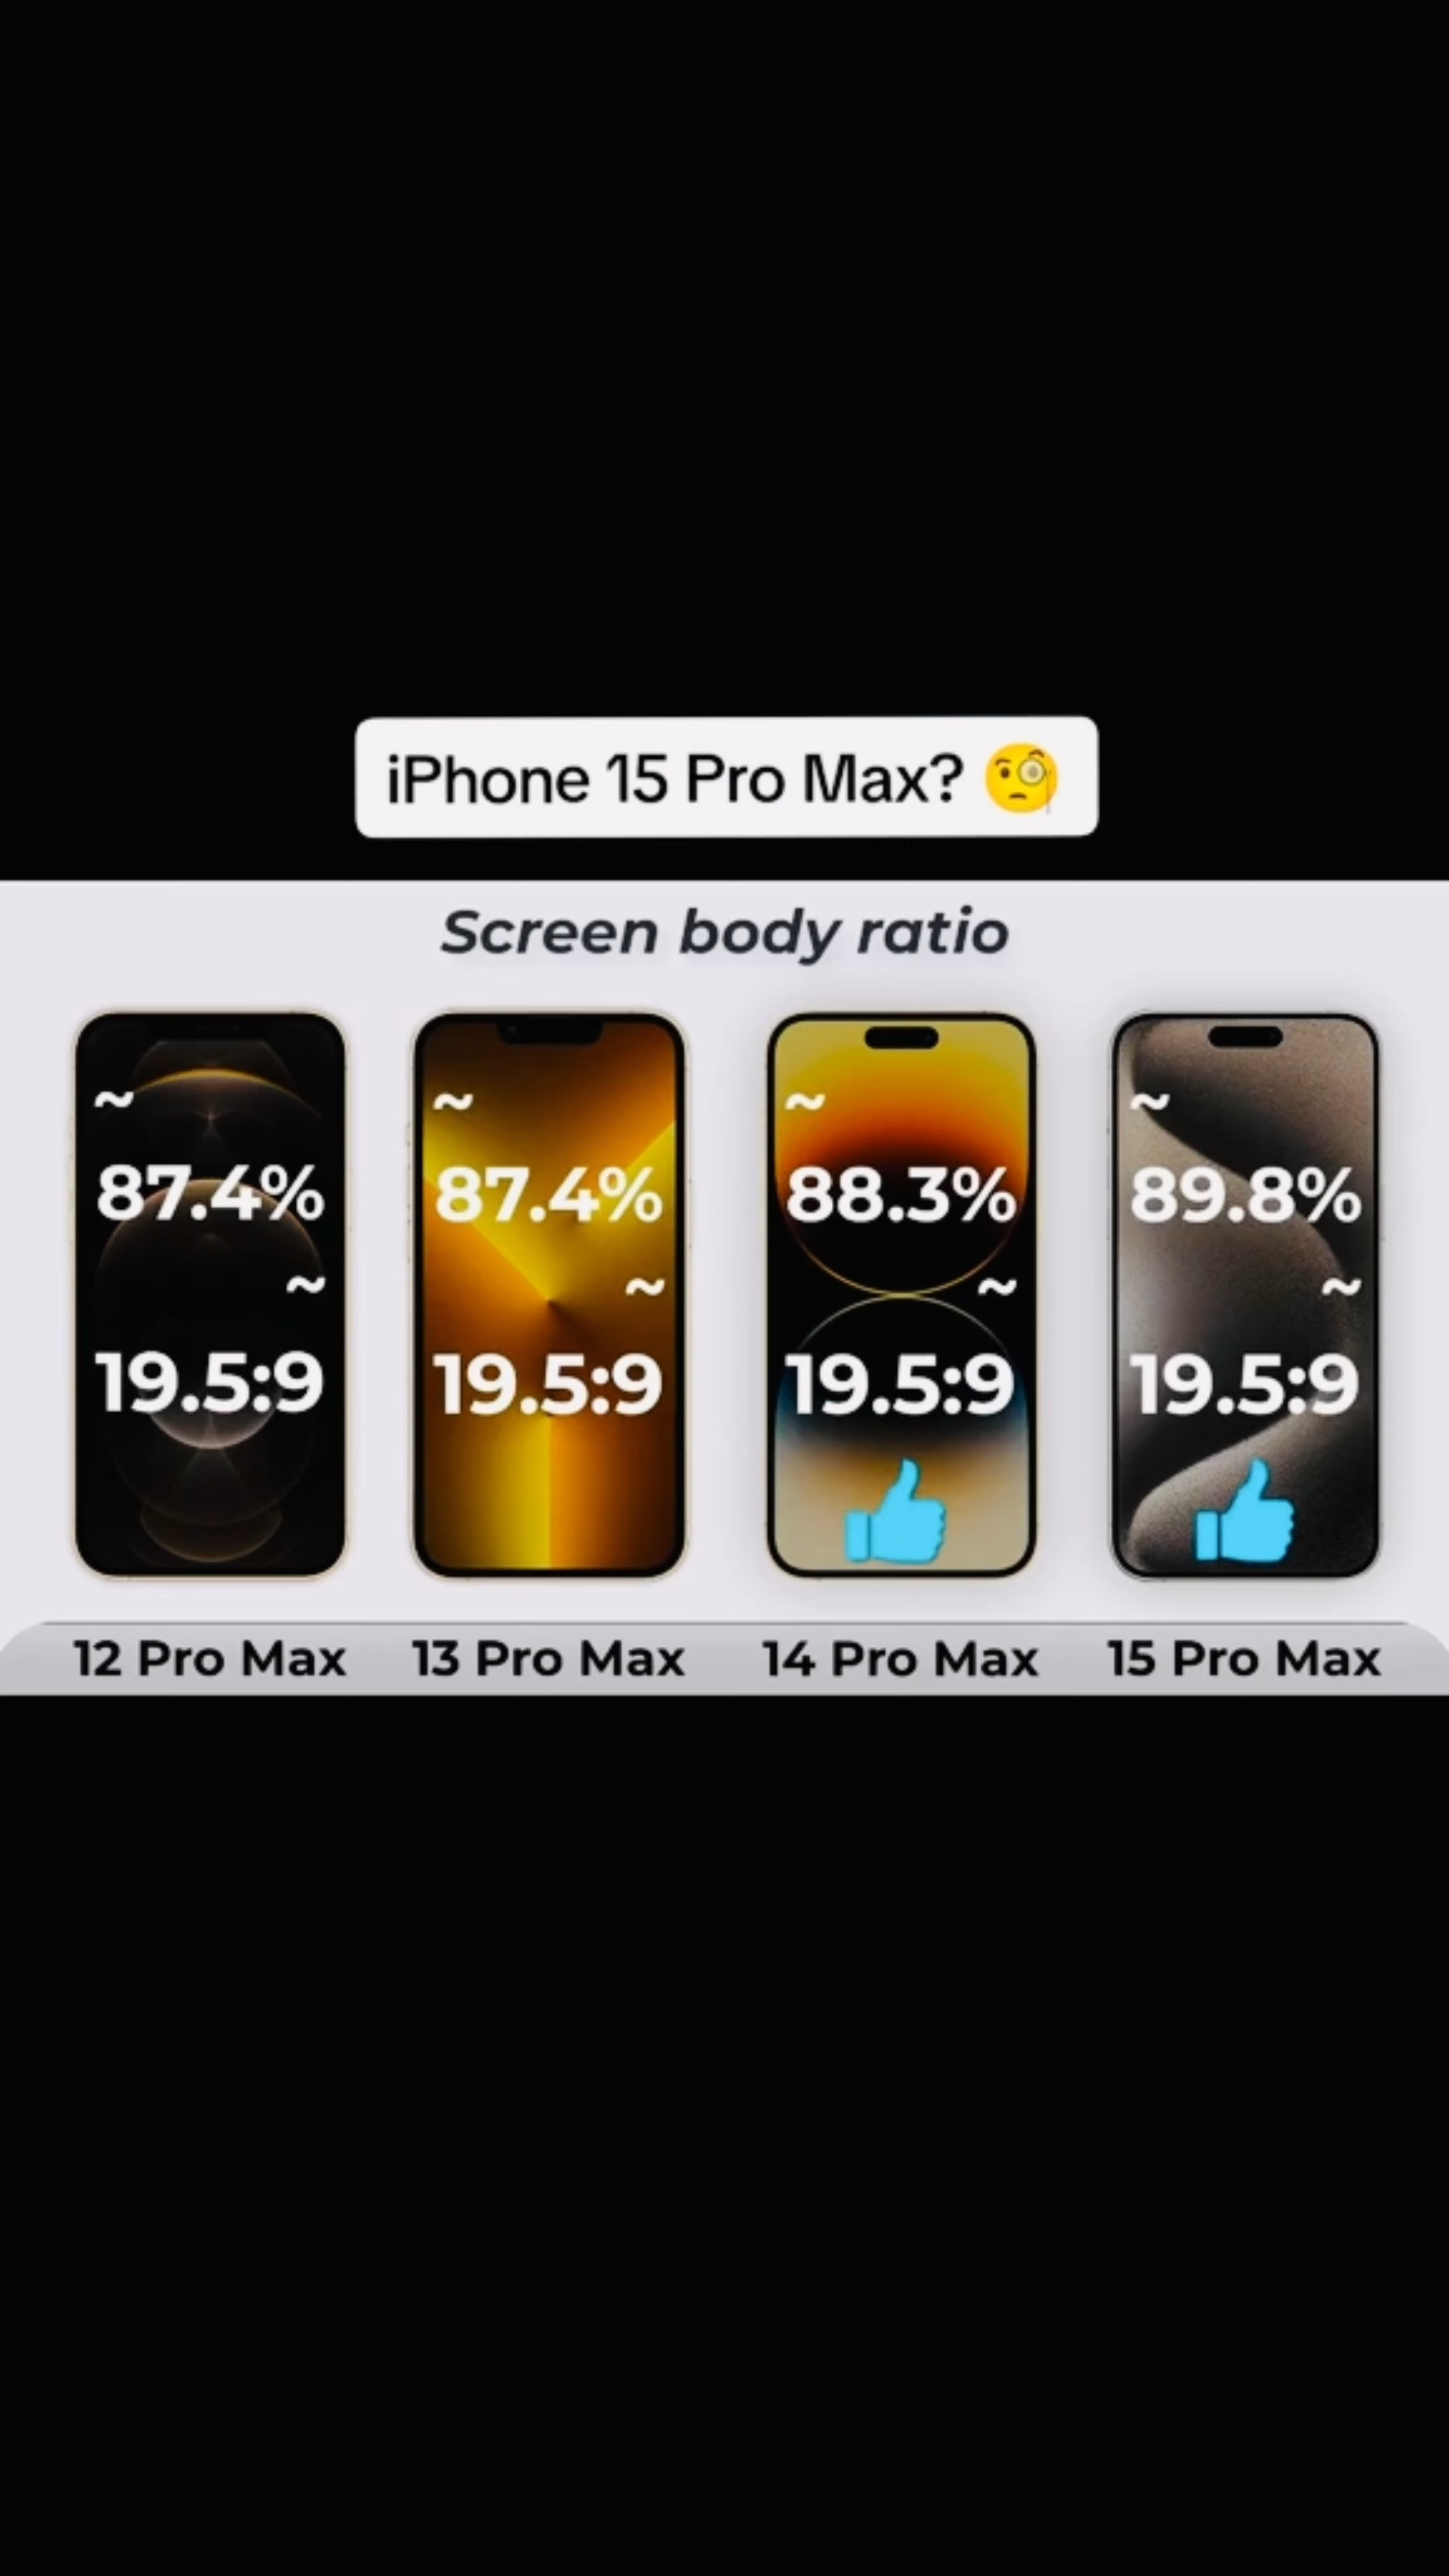 iPhone 15 Pro Max? 🧐
Screen body ratio
~ ~ ~ ~
87.4% 87.4% 88.3% 89.8%
~ ~ ~ ~
19.5:9 19.5:9 19.5:9 19.5:9
12 Pro Max 13 Pro Max 14 Pro Max 15 Pro Max